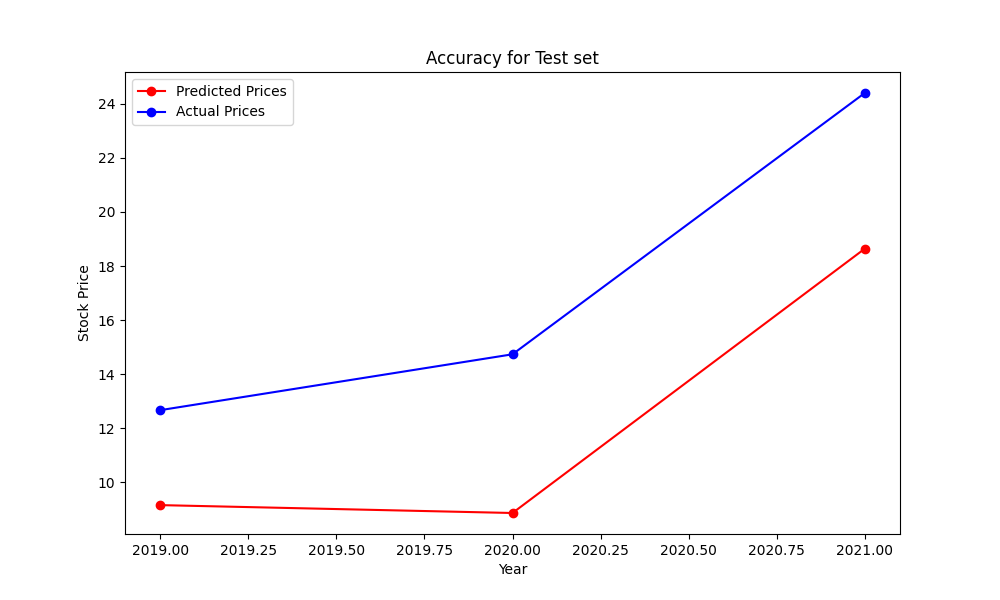 Accuracy for Test set
Predicted Prices
Actual Prices
24
22
20
18
16
14
12
10
Stock Price
2019.00 2019.25 2019.50 2019.75 2020.00 2020.25 2020.50 2020.75 2021.00
Year